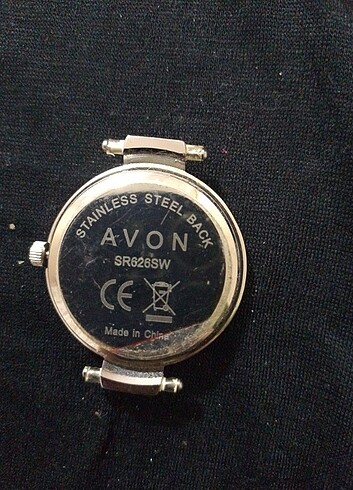 STAINLESS STEEL BACK
AVON
SR626SW
CE
Made in China